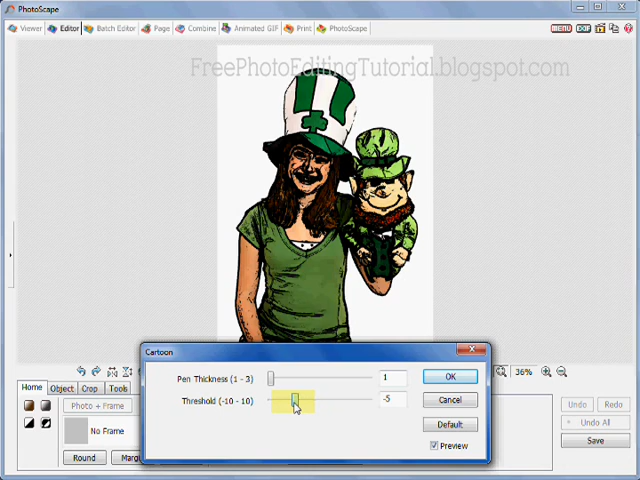 PhotoScape
Viewer Editor Batch Editor Page Combine Animated GIF Print PhotoScape MENU
FreePhotoEditingTutorial.blogspot.com
36%
Home Object Crop Tools
Photo + Frame
No Frame
Round
Undo Redo
Undo All
Save
Cartoon
Pen Thickness (1 - 3) 1 OK
Threshold (-10 - 10) -5 Cancel
Default
Preview